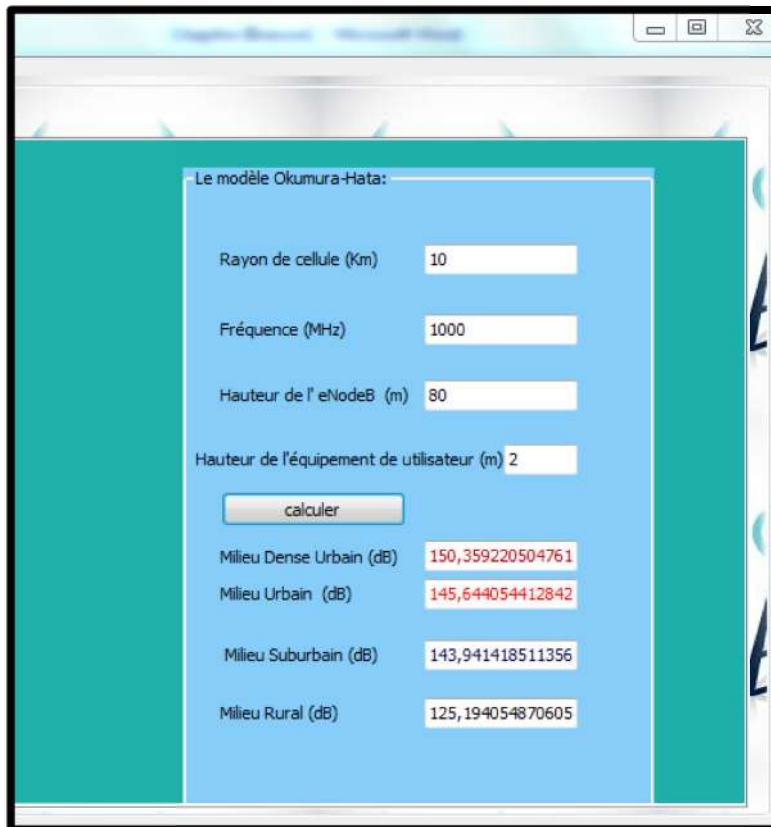 Le modèle Okumura-Hata:
Rayon de cellule (Km) 10
Fréquence (MHz) 1000
Hauteur de l' eNodeB (m) 80
Hauteur de l'équipement de utilisateur (m) 2
calculer
Milieu Dense Urbain (dB) 150,359220504761
Milieu Urbain (dB) 145,644054412842
Milieu Suburbain (dB) 143,941418511356
Milieu Rural (dB) 125,194054870605